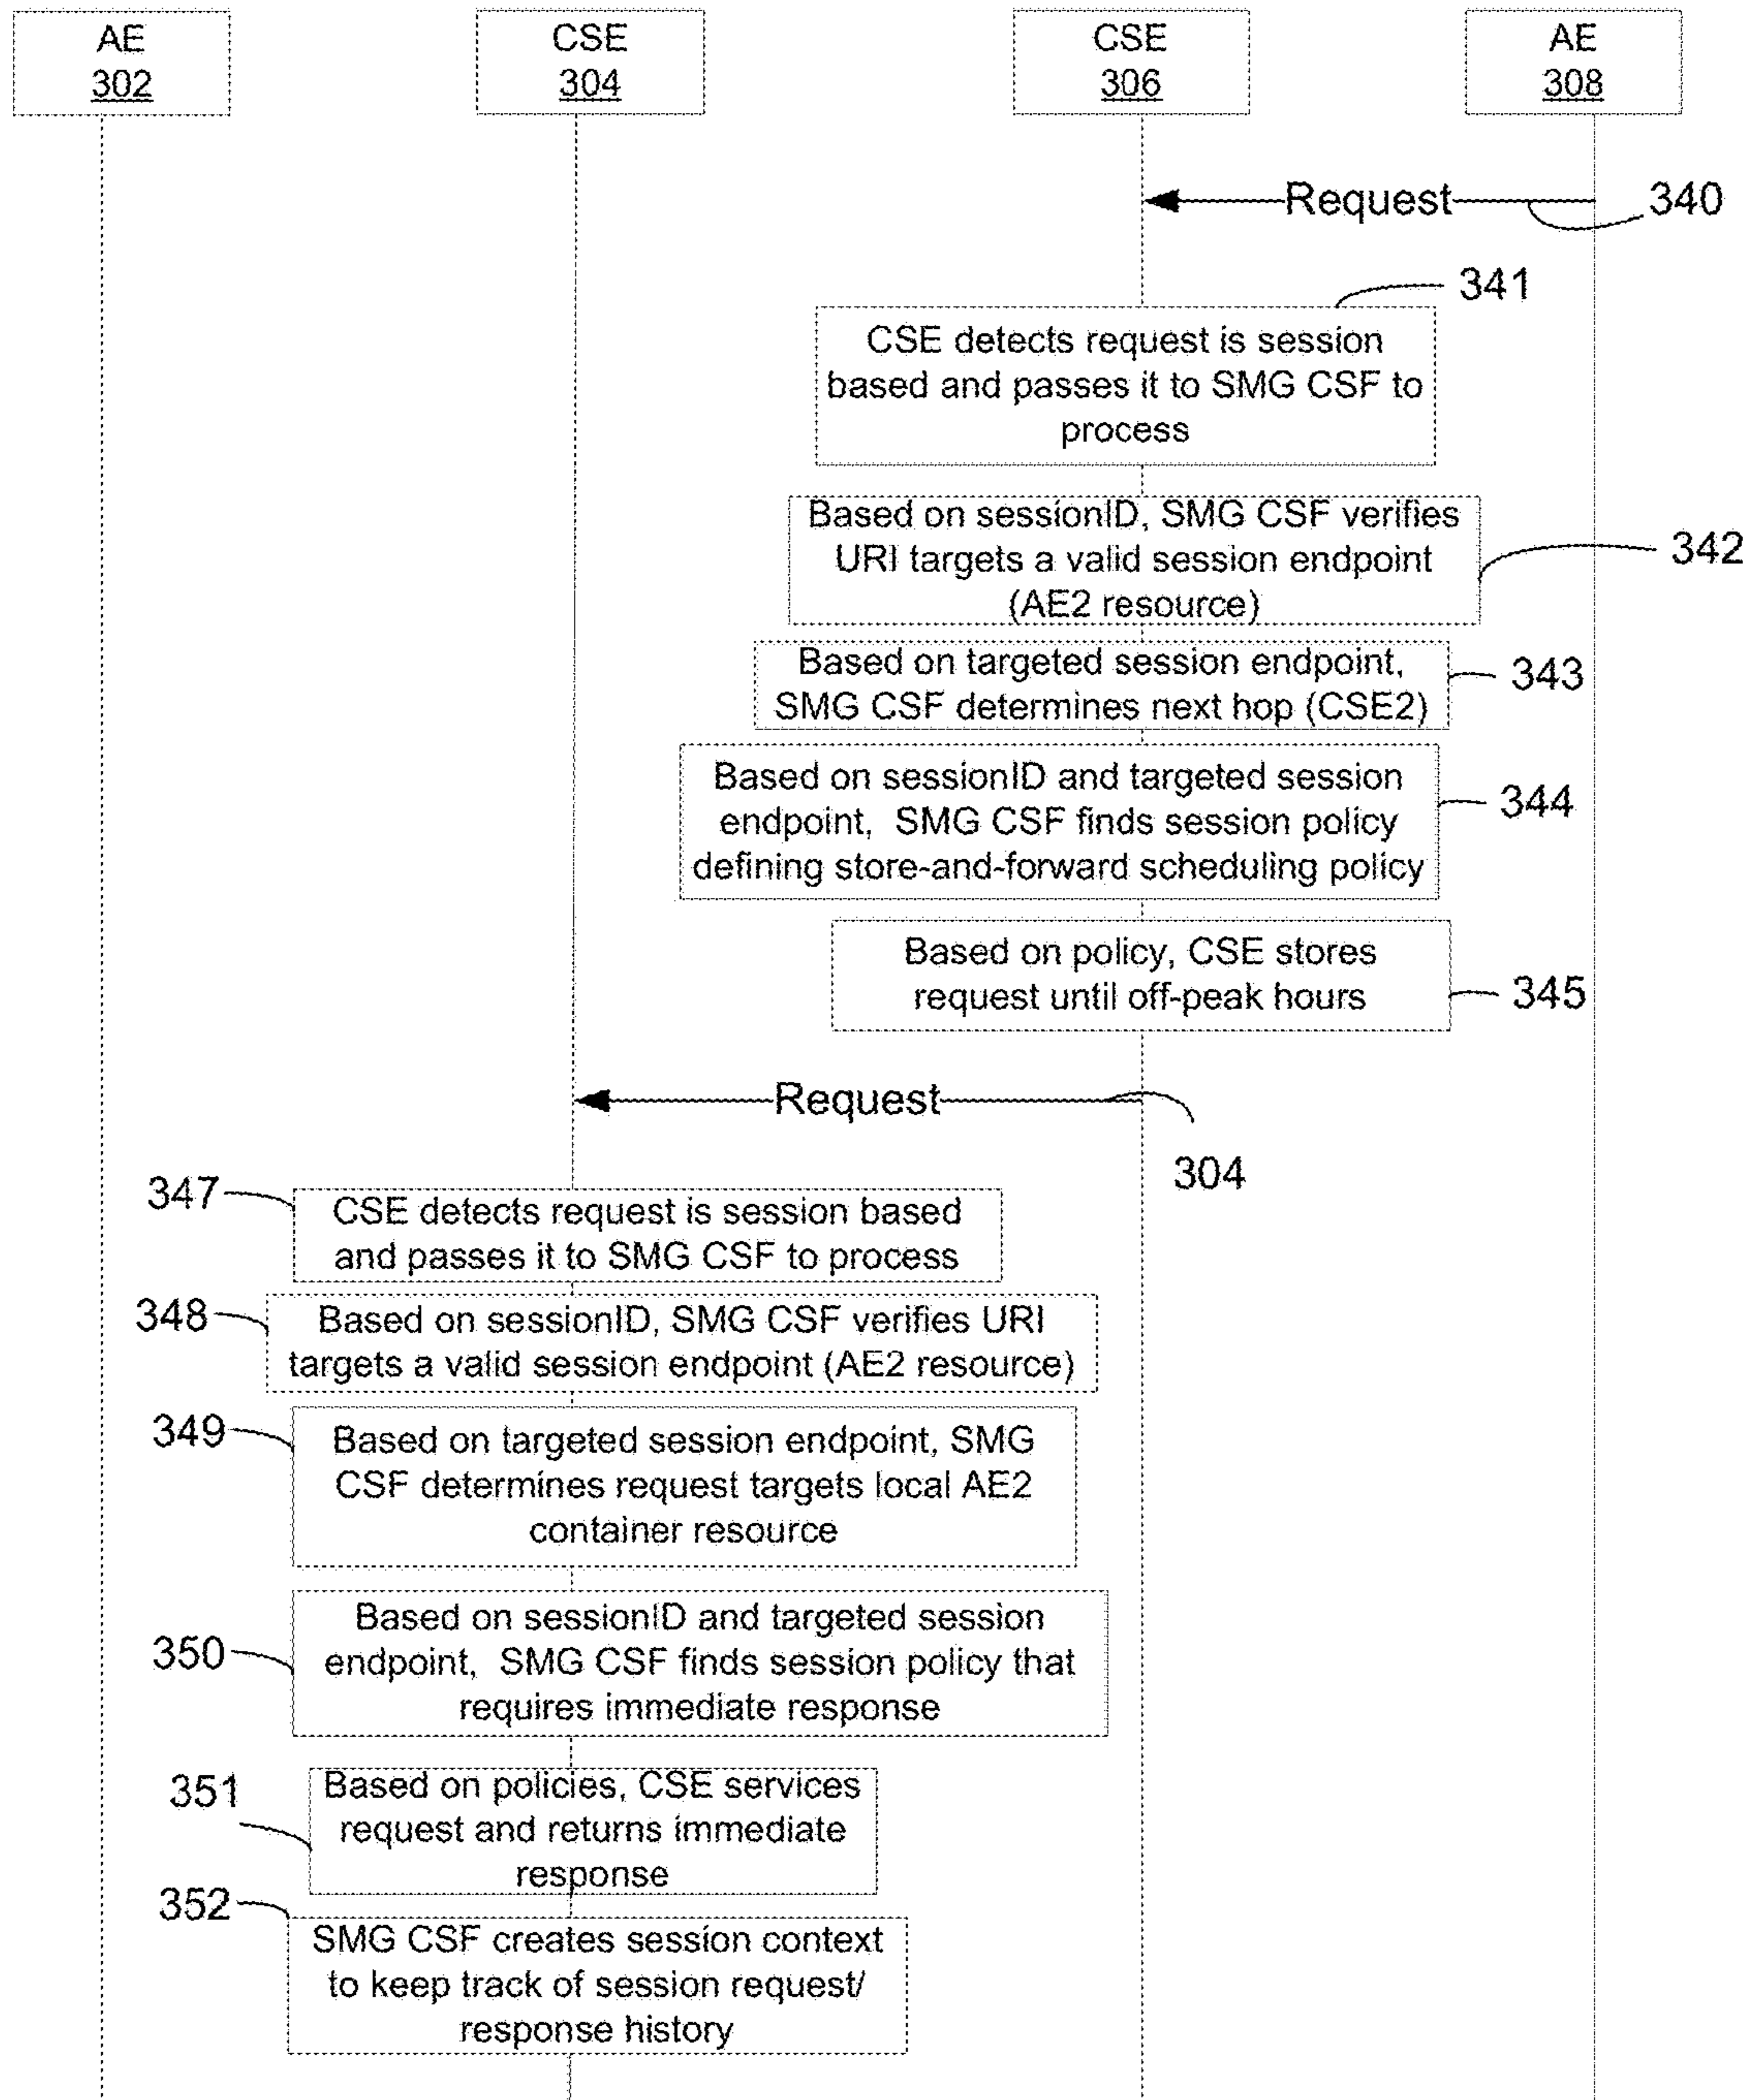 AE
302
CSE
304
CSE
306
AE
308
Request
340
341
CSE detects request is session
based and passes it to SMG CSF to
process
Based on sessionID, SMG CSF verifies
URI targets a valid session endpoint
(AE2 resource)
342
Based on targeted session endpoint,
SMG CSF determines next hop (CSE2)
343
Based on sessionID and targeted session
endpoint, SMG CSF finds session policy
defining store-and-forward scheduling policy
344
Based on policy, CSE stores
request until off-peak hours
345
Request
304
347
CSE detects request is session based
and passes it to SMG CSF to process
348
Based on sessionID, SMG CSF verifies URI
targets a valid session endpoint (AE2 resource)
349
Based on targeted session endpoint, SMG
CSF determines request targets local AE2
container resource
350
Based on sessionID and targeted session
endpoint, SMG CSF finds session policy that
requires immediate response
351
Based on policies, CSE services
request and returns immediate
response
352
SMG CSF creates session context
to keep track of session request/
response history